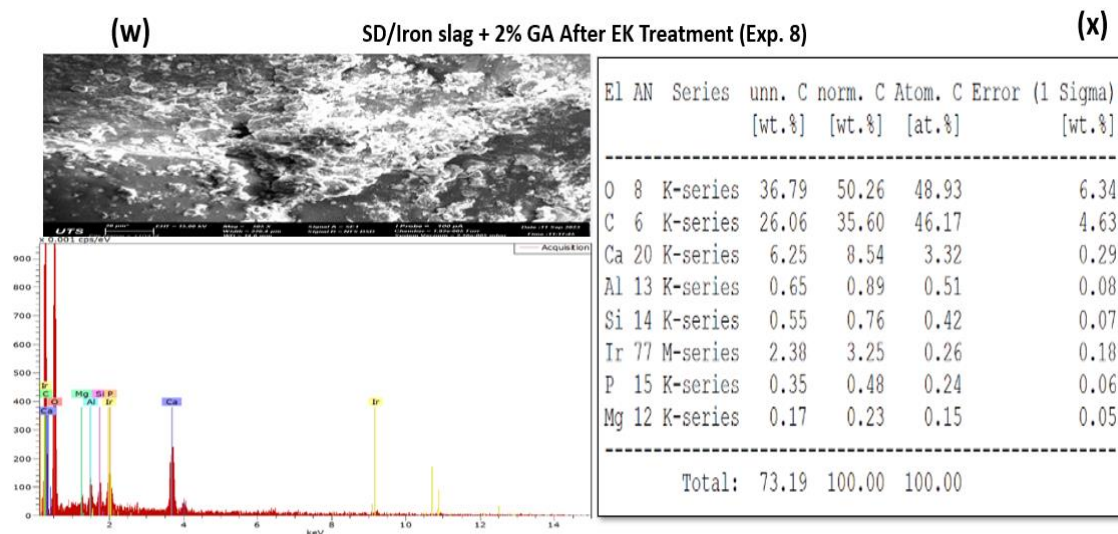 (w)
SD/Iron slag + 2% GA After EK Treatment (Exp. 8)
(x)
UTS
x 0.001 cps/eV
Acquisition
900
800
700
600
500
400
300
200
100
0
Ir
C
Ca
O
Mg
Al
Si
P
Ir
Ca
Ir
2
4
6
8
10
12
14
keV
El AN Series unn. C norm. C Atom. C Error (1 Sigma)
[wt.%] [wt.%] [at.%] [wt.%]
O 8 K-series 36.79 50.26 48.93 6.34
C 6 K-series 26.06 35.60 46.17 4.63
Ca 20 K-series 6.25 8.54 3.32 0.29
Al 13 K-series 0.65 0.89 0.51 0.08
Si 14 K-series 0.55 0.76 0.42 0.07
Ir 77 M-series 2.38 3.25 0.26 0.18
P 15 K-series 0.35 0.48 0.24 0.06
Mg 12 K-series 0.17 0.23 0.15 0.05
Total: 73.19 100.00 100.00